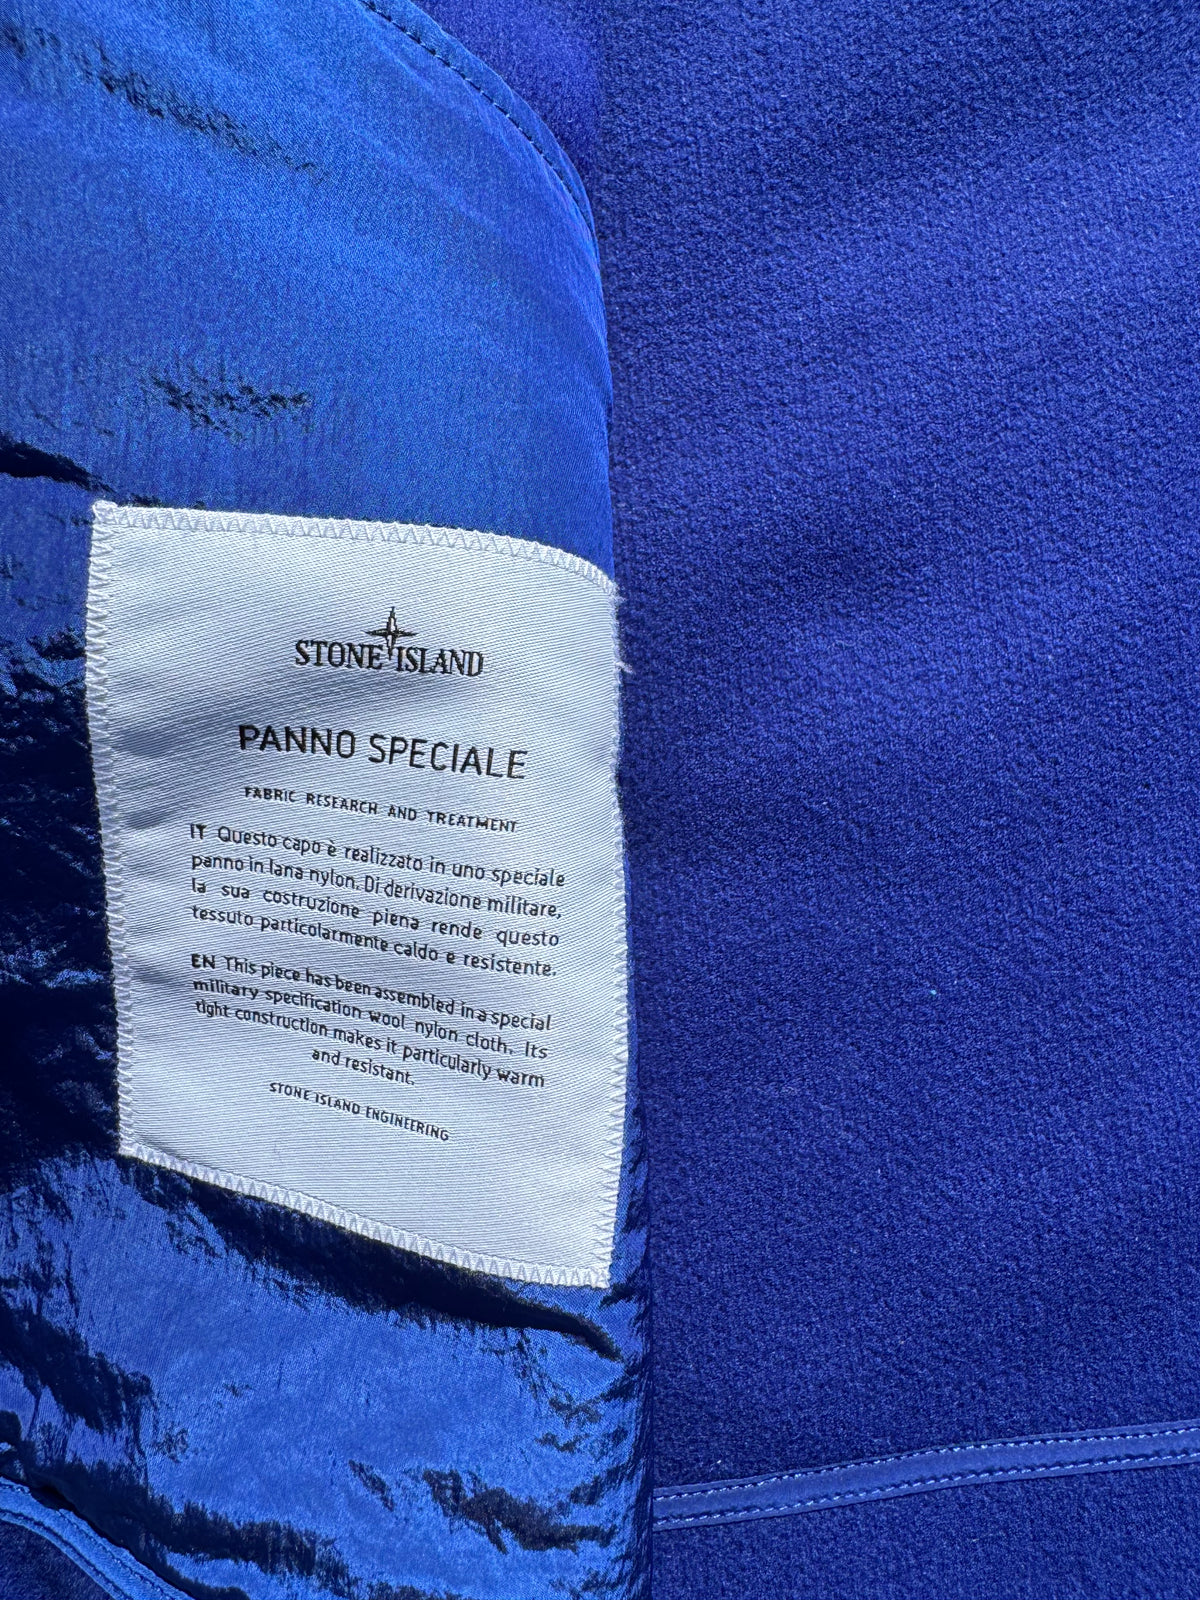 STONE ISLAND
PANNO SPECIALE
FABRIC RESEARCH AND TREATMENT
IT Questo capo è realizzato in uno speciale
panno in lana nylon. Di derivazione militare,
la sua costruzione piena rende questo
tessuto particolarmente caldo e resistente.
EN This piece has been assembled in a special
military specification wool nylon cloth. Its
tight construction makes it particularly warm
and resistant.
STONE ISLAND ENGINEERING